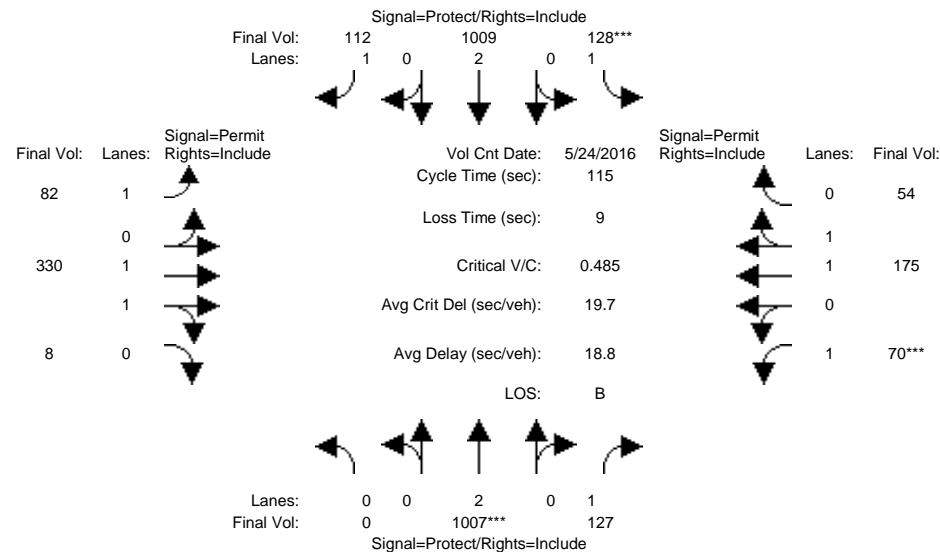 Signal=Protect/Rights=Include
Final Vol: 112 1009 128***
Lanes: 1 0 2 0 1
Signal=Permit Signal=Permit
Final Vol: Lanes: Rights=Include Vol Cnt Date: 5/24/2016 Rights=Include Lanes: Final Vol:
Cycle Time (sec): 115
82 1 0 54
Loss Time (sec): 9
0 1
330 1 Critical V/C: 0.485 1 175
1 Avg Crit Del (sec/veh): 19.7 0
8 0 Avg Delay (sec/veh): 18.8 1 70***
LOS: B
Lanes: 0 0 2 0 1
Final Vol: 0 1007*** 127
Signal=Protect/Rights=Include